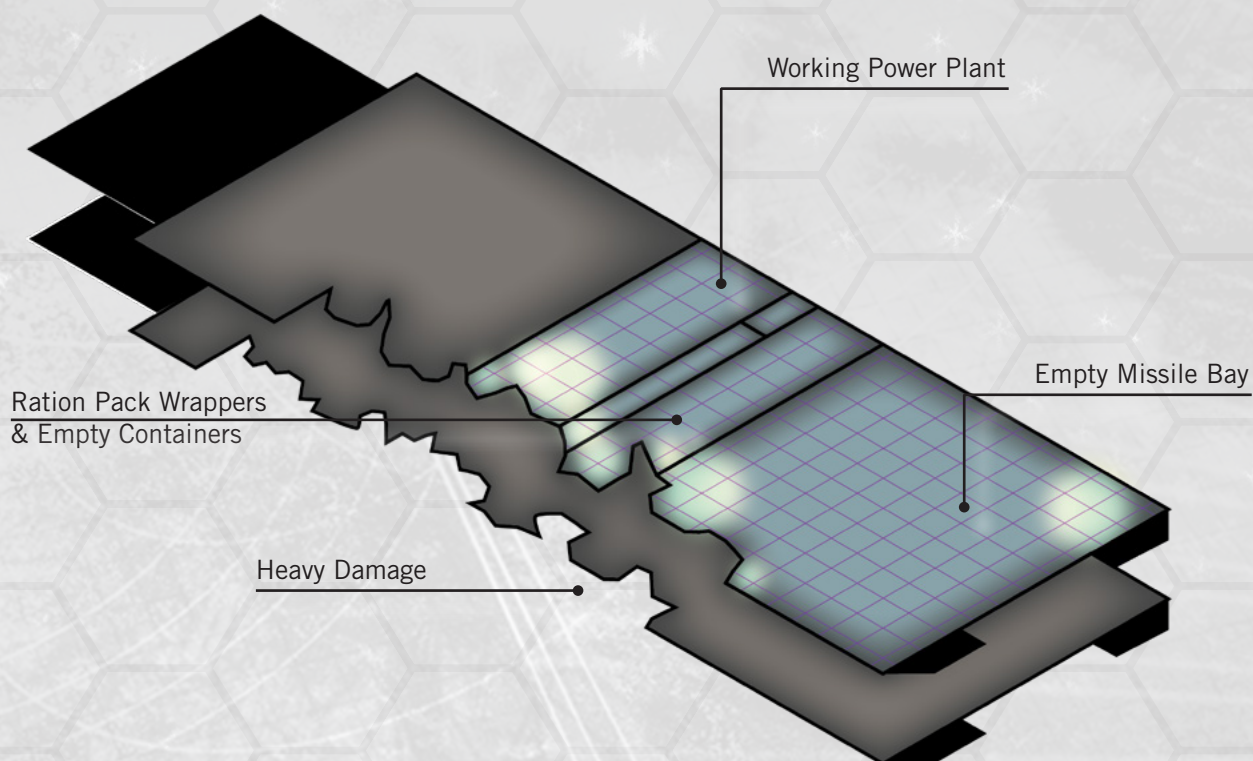 Working Power Plant
Empty Missile Bay
Ration Pack Wrappers
& Empty Containers
Heavy Damage